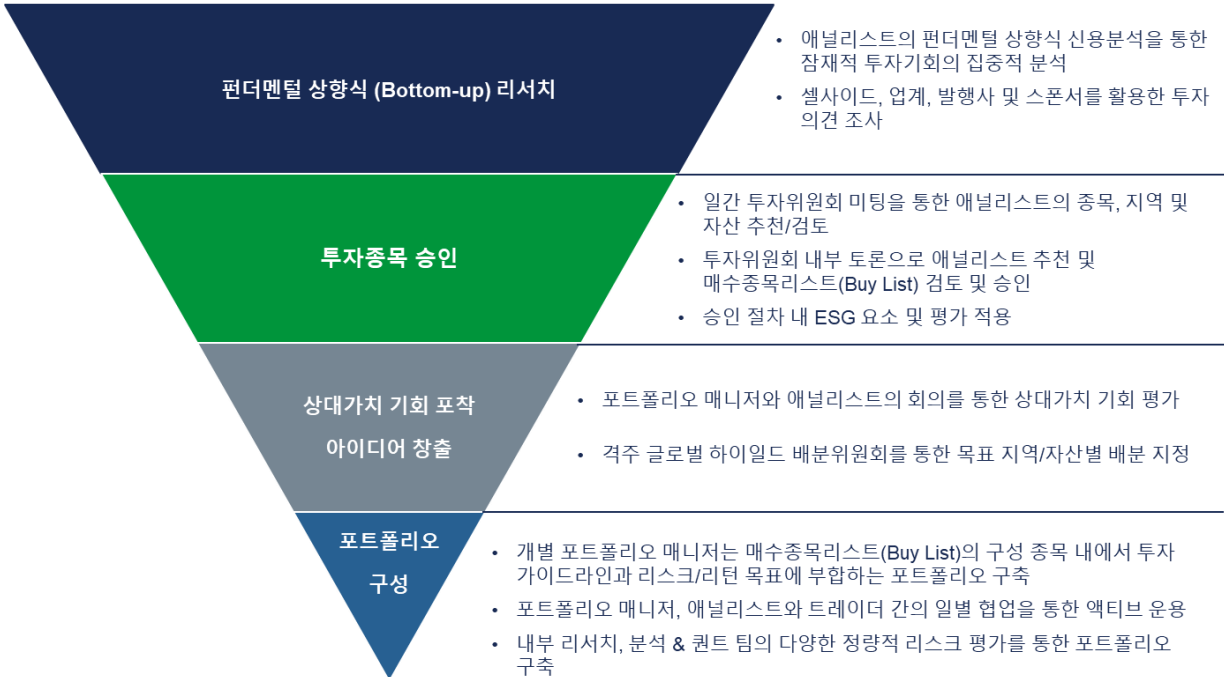 펀더멘털 상향식 (Bottom-up) 리서치
• 애널리스트의 펀더멘털 상향식 신용분석을 통한
잠재적 투자기회의 집중적 분석
• 셀사이드, 업계, 발행사 및 스폰서를 활용한 투자
의견 조사
투자종목 승인
• 일간 투자위원회 미팅을 통한 애널리스트의 종목, 지역 및
자산 추천/검토
• 투자위원회 내부 토론으로 애널리스트 추천 및
매수종목리스트(Buy List) 검토 및 승인
• 승인 절차 내 ESG 요소 및 평가 적용
상대가치 기회 포착
아이디어 창출
• 포트폴리오 매니저와 애널리스트의 회의를 통한 상대가치 기회 평가
• 격주 글로벌 하이일드 배분위원회를 통한 목표 지역/자산별 배분 지정
포트폴리오
구성
• 개별 포트폴리오 매니저는 매수종목리스트(Buy List)의 구성 종목 내에서 투자
가이드라인과 리스크/리턴 목표에 부합하는 포트폴리오 구축
• 포트폴리오 매니저, 애널리스트와 트레이더 간의 일별 협업을 통한 액티브 운용
• 내부 리서치, 분석 & 퀀트 팀의 다양한 정량적 리스크 평가를 통한 포트폴리오
구축